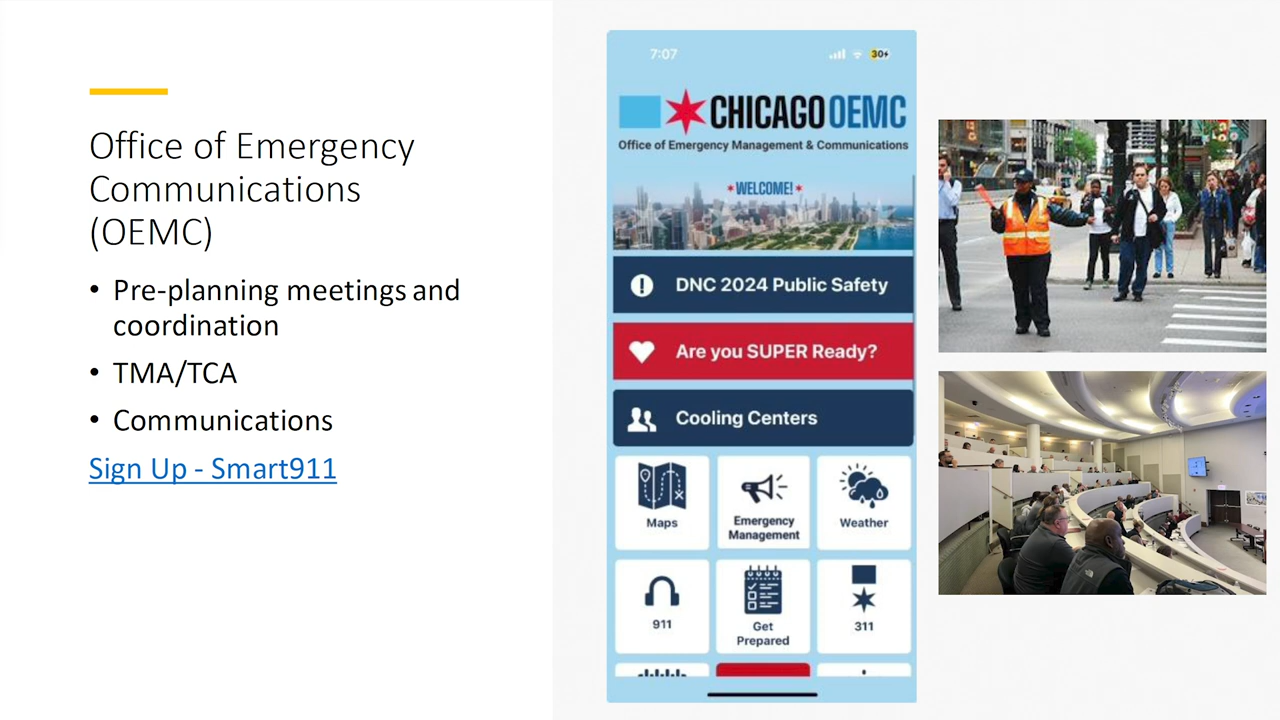 Office of Emergency
Communications
(OEMC)
• Pre-planning meetings and
coordination
• TMA/TCA
• Communications
Sign Up - Smart911
7:07
30
CHICAGO OEMC
Office of Emergency Management & Communications
WELCOME!
DNC 2024 Public Safety
Are you SUPER Ready?
Cooling Centers
Maps
Emergency
Management
Weather
911
Get
Prepared
311